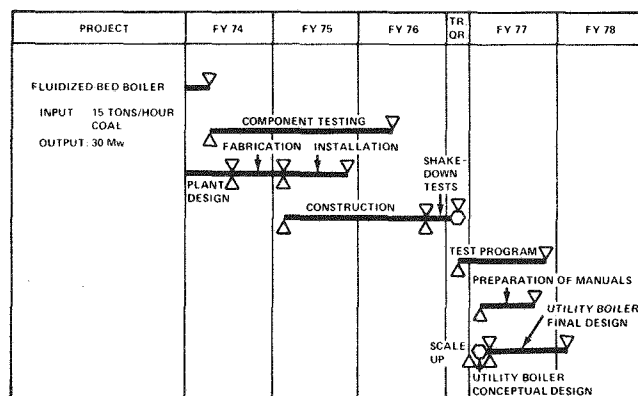 PROJECT
FY 74
FY 75
FY 76
TR.
QR.
FY 77
FY 78
FLUIDIZED-BED BOILER
INPUT 15 TONS/HOUR
COAL
OUTPUT: 30 Mw
COMPONENT TESTING
FABRICATION INSTALLATION
PLANT
DESIGN
SHAKE-
DOWN
TESTS
CONSTRUCTION
TEST PROGRAM
PREPARATION OF MANUALS
UTILITY BOILER
FINAL DESIGN
SCALE
UP
UTILITY BOILER
CONCEPTUAL DESIGN